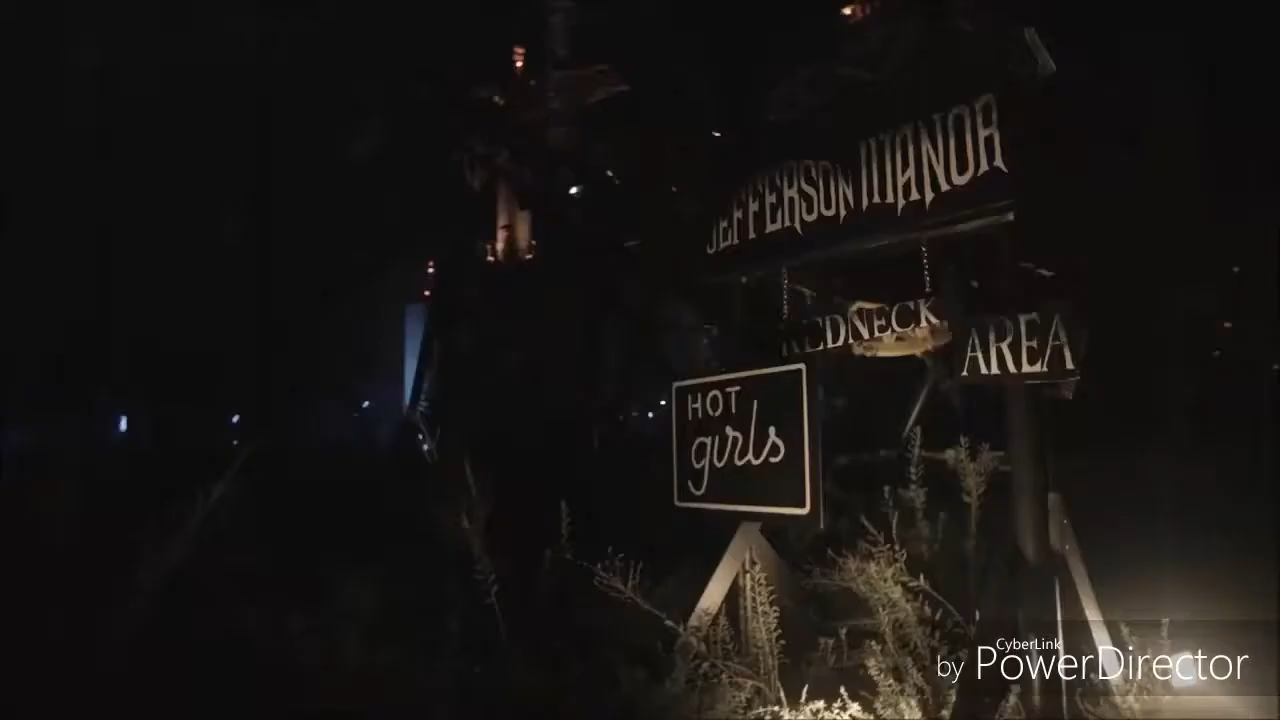 JEFFERSON MANOR
REDNECK AREA
HOT
girls
CyberLink
by PowerDirector